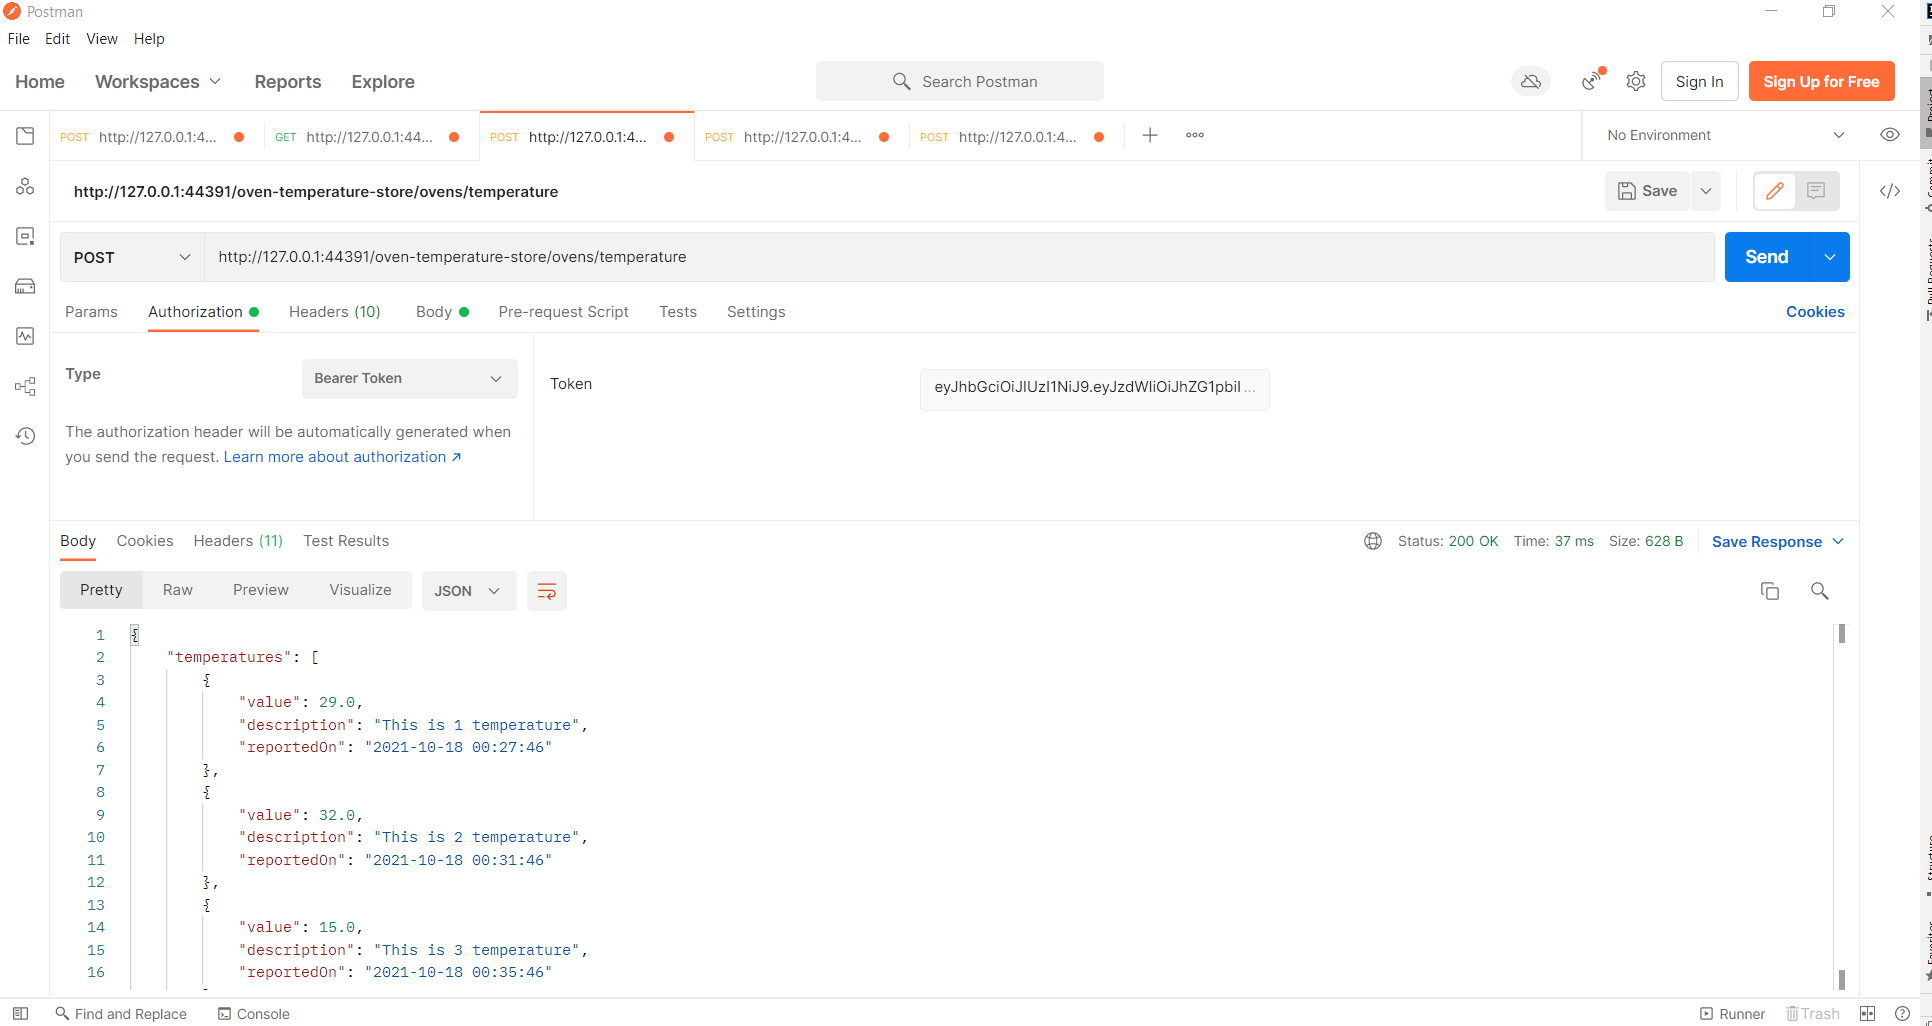 Postman
File Edit View Help
Home Workspaces Reports Explore Search Postman Sign In Sign Up for Free
POST http://127.0.0.1:4... GET http://127.0.0.1:44... POST http://127.0.0.1:4... POST http://127.0.0.1:4... POST http://127.0.0.1:4... No Environment
http://127.0.0.1:44391/oven-temperature-store/ovens/temperature Save
POST http://127.0.0.1:44391/oven-temperature-store/ovens/temperature Send
Params Authorization Headers (10) Body Pre-request Script Tests Settings Cookies
Type Bearer Token Token eyJhbGciOiJIUzI1NiJ9.eyJzdWIiOiJhZG1pbiI ...
The authorization header will be automatically generated when
you send the request. Learn more about authorization ↗
Body Cookies Headers (11) Test Results Status: 200 OK Time: 37 ms Size: 628 B Save Response
Pretty Raw Preview Visualize JSON
1 {
2 "temperatures": [
3 {
4 "value": 29.0,
5 "description": "This is 1 temperature",
6 "reportedOn": "2021-10-18 00:27:46"
7 },
8 {
9 "value": 32.0,
10 "description": "This is 2 temperature",
11 "reportedOn": "2021-10-18 00:31:46"
12 },
13 {
14 "value": 15.0,
15 "description": "This is 3 temperature",
16 "reportedOn": "2021-10-18 00:35:46"
Find and Replace Console Runner Trash
Project
Commit
Pull Requests
Structure
Favorites